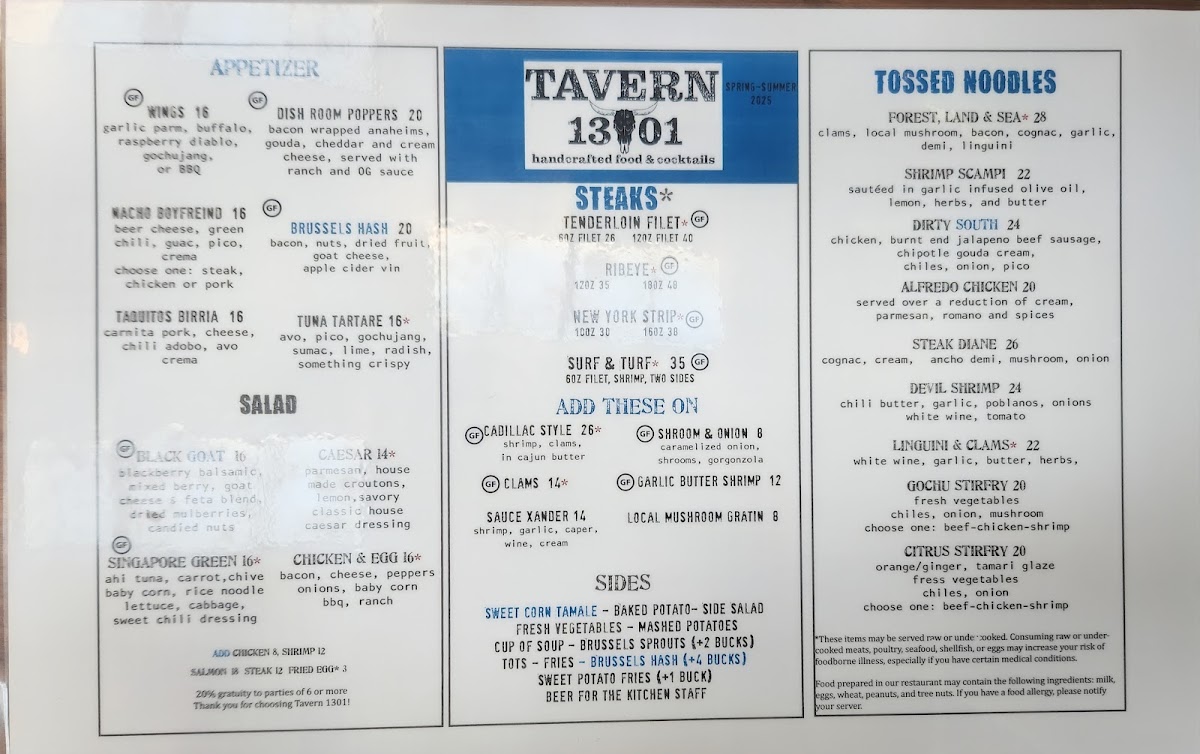 APPETIZER
GF
WINGS 16
garlic parm, buffalo,
raspberry diablo,
gochujang,
or BBQ
GF
DISH ROOM POPPERS 20
bacon wrapped anaheims,
gouda, cheddar and cream
cheese, served with
ranch and OG sauce
NACHO BOYFREIND 16
beer cheese, green
chili, guac, pico,
crema
choose one: steak,
chicken or pork
GF
BRUSSELS HASH 20
bacon, nuts, dried fruit,
goat cheese,
apple cider vin
TAQUITOS BIRRIA 16
carnita pork, cheese,
chili adobo, avo
crema
TUNA TARTARE 16*
avo, pico, gochujang,
sumac, lime, radish,
something crispy
SALAD
GF
BLACK GOAT 16
blackberry balsamic,
mixed berry, goat
cheese & feta blend,
dried mulberries,
candied nuts
CAESAR 14*
parmesan, house
made croutons,
lemon,savory
classic house
caesar dressing
GF
SINGAPORE GREEN 16*
ahi tuna, carrot,chive
baby corn, rice noodle
lettuce, cabbage,
sweet chili dressing
CHICKEN & EGG 16*
bacon, cheese, peppers
onions, baby corn
bbq, ranch
ADD CHICKEN 8, SHRIMP 12
SALMON 18 STEAK 12 FRIED EGG* 3
20% gratuity to parties of 6 or more
Thank you for choosing Tavern 1301!
TAVERN
1301
handcrafted food & cocktails
SPRING-SUMMER
2025
STEAKS*
TENDERLOIN FILET* GF
6OZ FILET 26 12OZ FILET 40
RIBEYE* GF
12OZ 35 18OZ 48
NEW YORK STRIP* GF
10OZ 30 16OZ 38
SURF & TURF* 35 GF
6OZ FILET, SHRIMP, TWO SIDES
ADD THESE ON
GF CADILLAC STYLE 26*
shrimp, clams,
in cajun butter
GF SHROOM & ONION 8
caramelized onion,
shrooms, gorgonzola
GF CLAMS 14*
GF GARLIC BUTTER SHRIMP 12
SAUCE XANDER 14
shrimp, garlic, caper,
wine, cream
LOCAL MUSHROOM GRATIN 8
SIDES
SWEET CORN TAMALE - BAKED POTATO- SIDE SALAD
FRESH VEGETABLES - MASHED POTATOES
CUP OF SOUP - BRUSSELS SPROUTS (+2 BUCKS)
TOTS - FRIES - BRUSSELS HASH (+4 BUCKS)
SWEET POTATO FRIES (+1 BUCK)
BEER FOR THE KITCHEN STAFF
TOSSED NOODLES
FOREST, LAND & SEA* 28
clams, local mushroom, bacon, cognac, garlic,
demi, linguini
SHRIMP SCAMPI 22
sautéed in garlic infused olive oil,
lemon, herbs, and butter
DIRTY SOUTH 24
chicken, burnt end jalapeno beef sausage,
chipotle gouda cream,
chiles, onion, pico
ALFREDO CHICKEN 20
served over a reduction of cream,
parmesan, romano and spices
STEAK DIANE 26
cognac, cream, ancho demi, mushroom, onion
DEVIL SHRIMP 24
chili butter, garlic, poblanos, onions
white wine, tomato
LINGUINI & CLAMS* 22
white wine, garlic, butter, herbs,
GOCHU STIRFRY 20
fresh vegetables
chiles, onion, mushroom
choose one: beef-chicken-shrimp
CITRUS STIRFRY 20
orange/ginger, tamari glaze
fress vegetables
chiles, onion
choose one: beef-chicken-shrimp
*These items may be served raw or undercooked. Consuming raw or under-
cooked meats, poultry, seafood, shellfish, or eggs may increase your risk of
foodborne illness, especially if you have certain medical conditions.
Food prepared in our restaurant may contain the following ingredients: milk,
eggs, wheat, peanuts, and tree nuts. If you have a food allergy, please notify
your server.